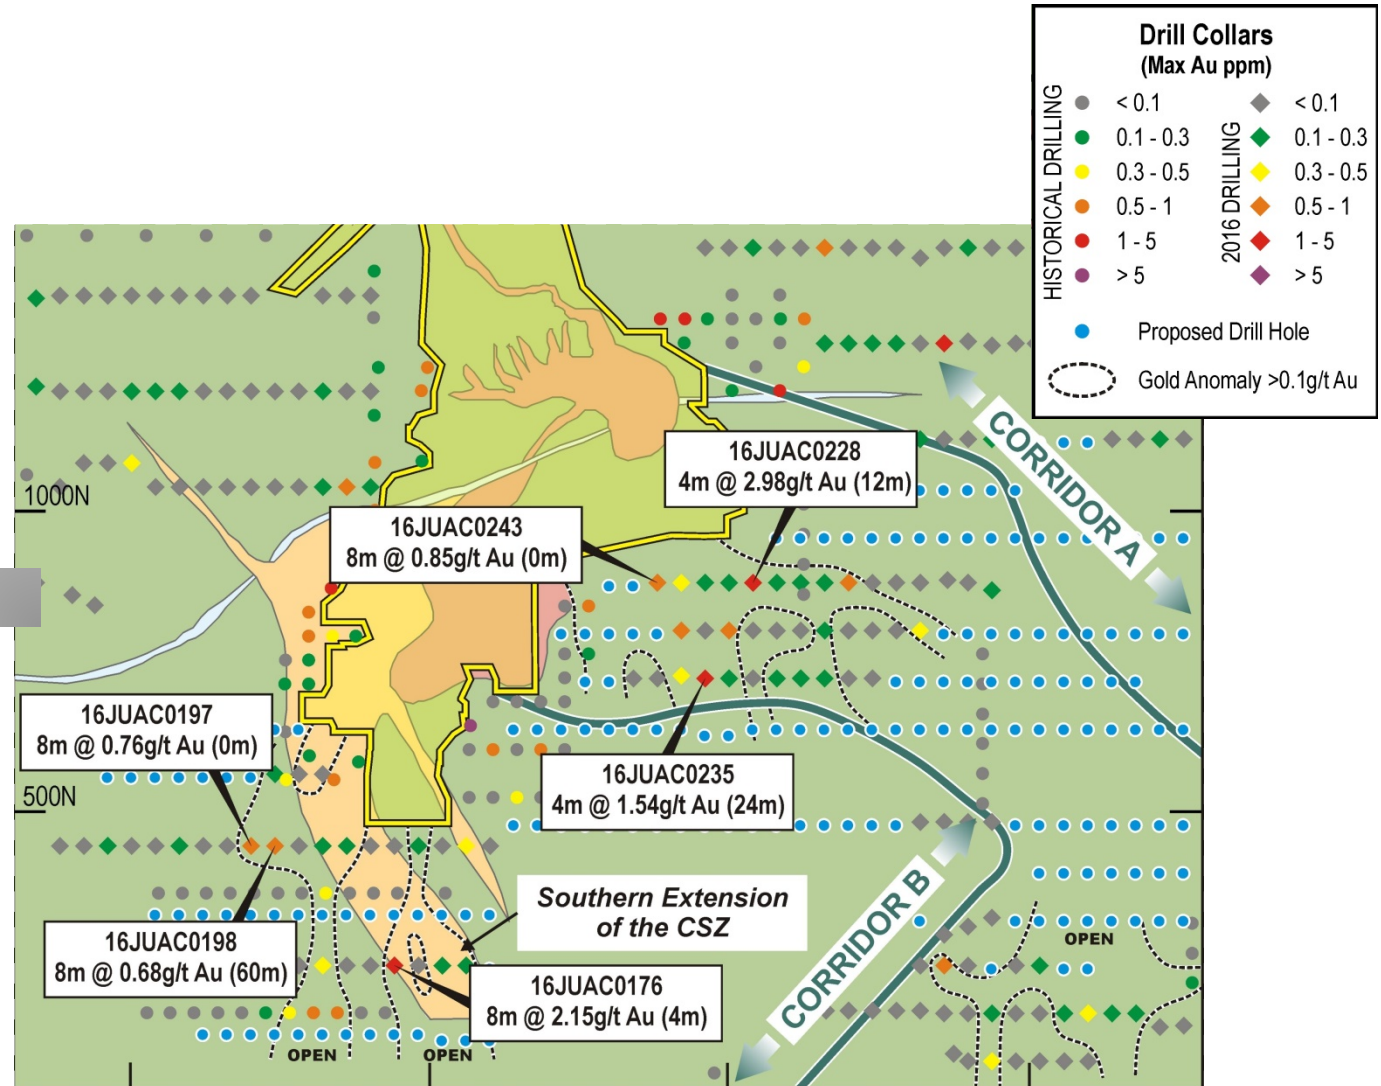 Drill Collars
(Max Au ppm)
HISTORICAL DRILLING
< 0.1
0.1 - 0.3
0.3 - 0.5
0.5 - 1
1 - 5
> 5
2016 DRILLING
< 0.1
0.1 - 0.3
0.3 - 0.5
0.5 - 1
1 - 5
> 5
Proposed Drill Hole
Gold Anomaly >0.1g/t Au
CORRIDOR A
16JUAC0228
4m @ 2.98g/t Au (12m)
1000N
16JUAC0243
8m @ 0.85g/t Au (0m)
16JUAC0197
8m @ 0.76g/t Au (0m)
16JUAC0235
4m @ 1.54g/t Au (24m)
500N
CORRIDOR B
Southern Extension
of the CSZ
16JUAC0198
8m @ 0.68g/t Au (60m)
OPEN
16JUAC0176
8m @ 2.15g/t Au (4m)
OPEN
OPEN